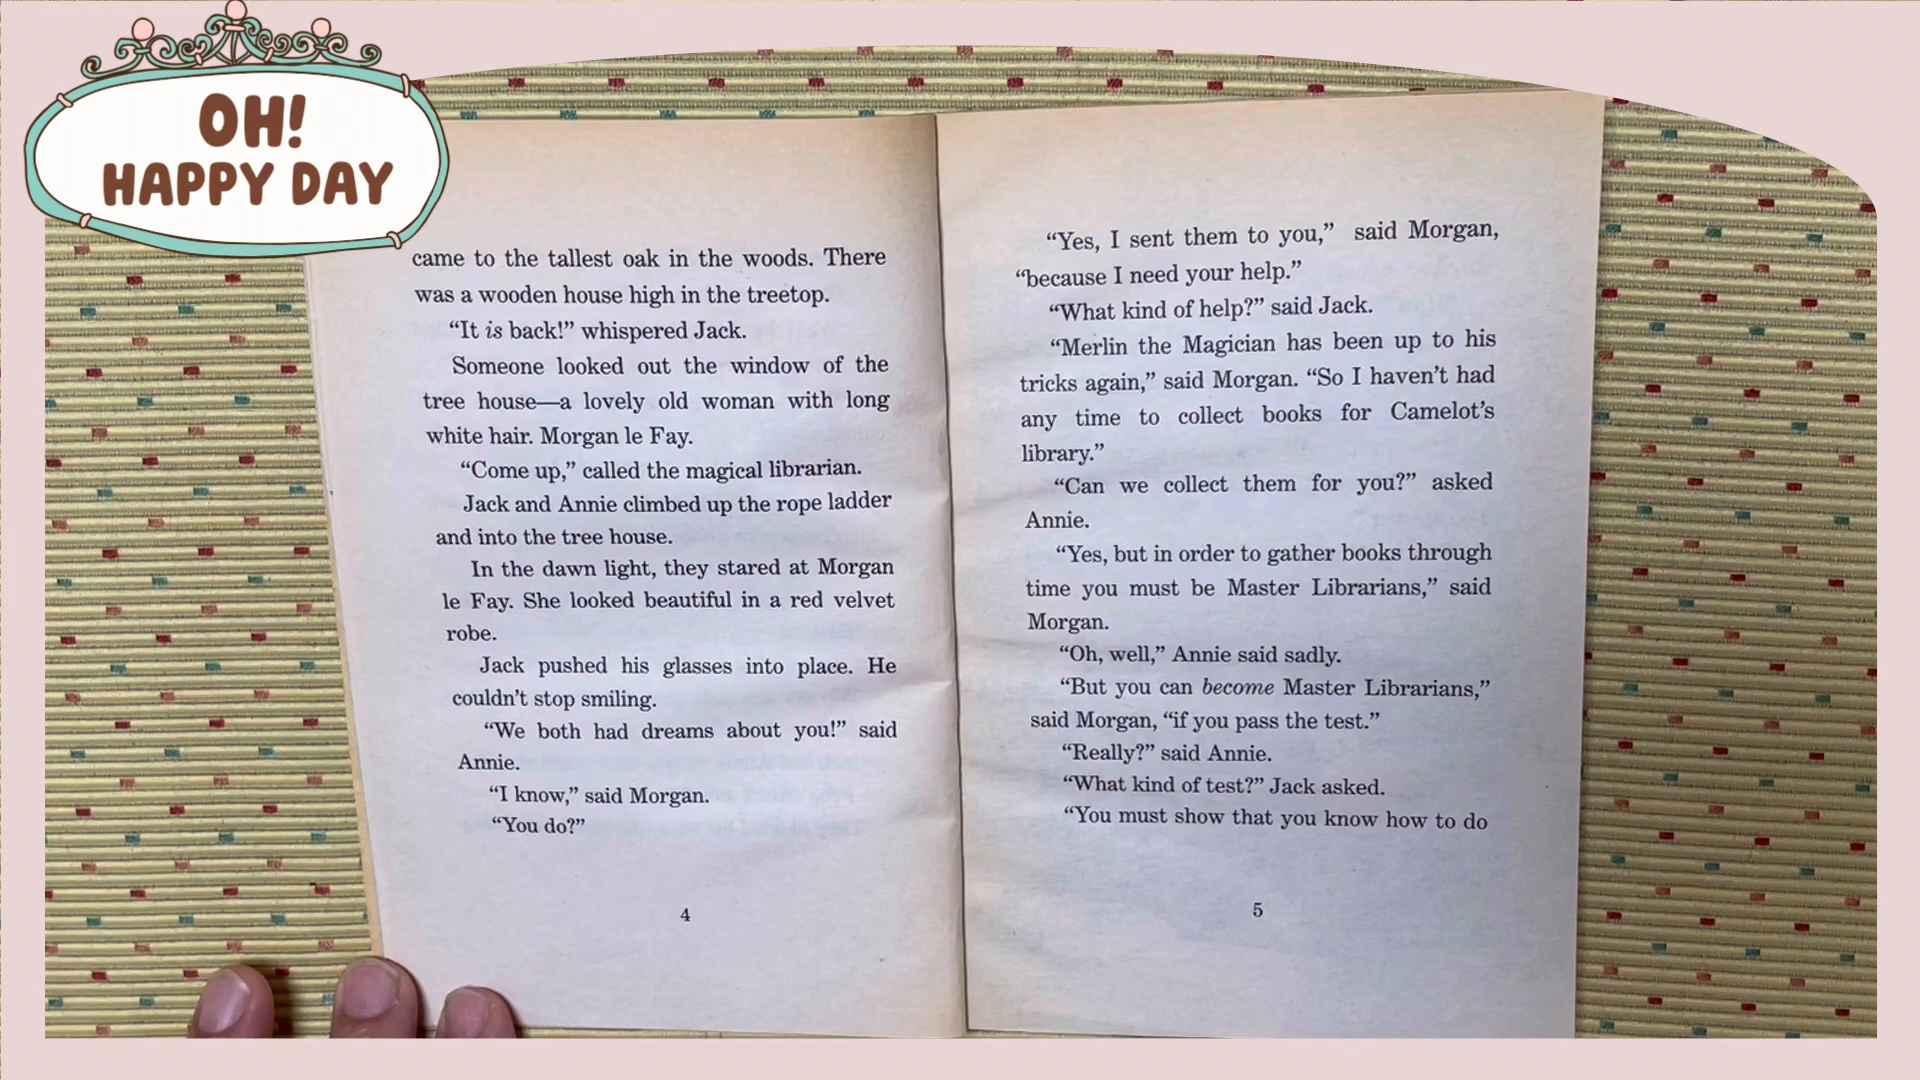 OH!
HAPPY DAY
came to the tallest oak in the woods. There
was a wooden house high in the treetop.
“It is back!” whispered Jack.
Someone looked out the window of the
tree house—a lovely old woman with long
white hair. Morgan le Fay.
“Come up,” called the magical librarian.
Jack and Annie climbed up the rope ladder
and into the tree house.
In the dawn light, they stared at Morgan
le Fay. She looked beautiful in a red velvet
robe.
Jack pushed his glasses into place. He
couldn’t stop smiling.
“We both had dreams about you!” said
Annie.
“I know,” said Morgan.
“You do?”
4
“Yes, I sent them to you,” said Morgan,
“because I need your help.”
“What kind of help?” said Jack.
“Merlin the Magician has been up to his
tricks again,” said Morgan. “So I haven’t had
any time to collect books for Camelot’s
library.”
“Can we collect them for you?” asked
Annie.
“Yes, but in order to gather books through
time you must be Master Librarians,” said
Morgan.
“Oh, well,” Annie said sadly.
“But you can become Master Librarians,”
said Morgan, “if you pass the test.”
“Really?” said Annie.
“What kind of test?” Jack asked.
“You must show that you know how to do
5